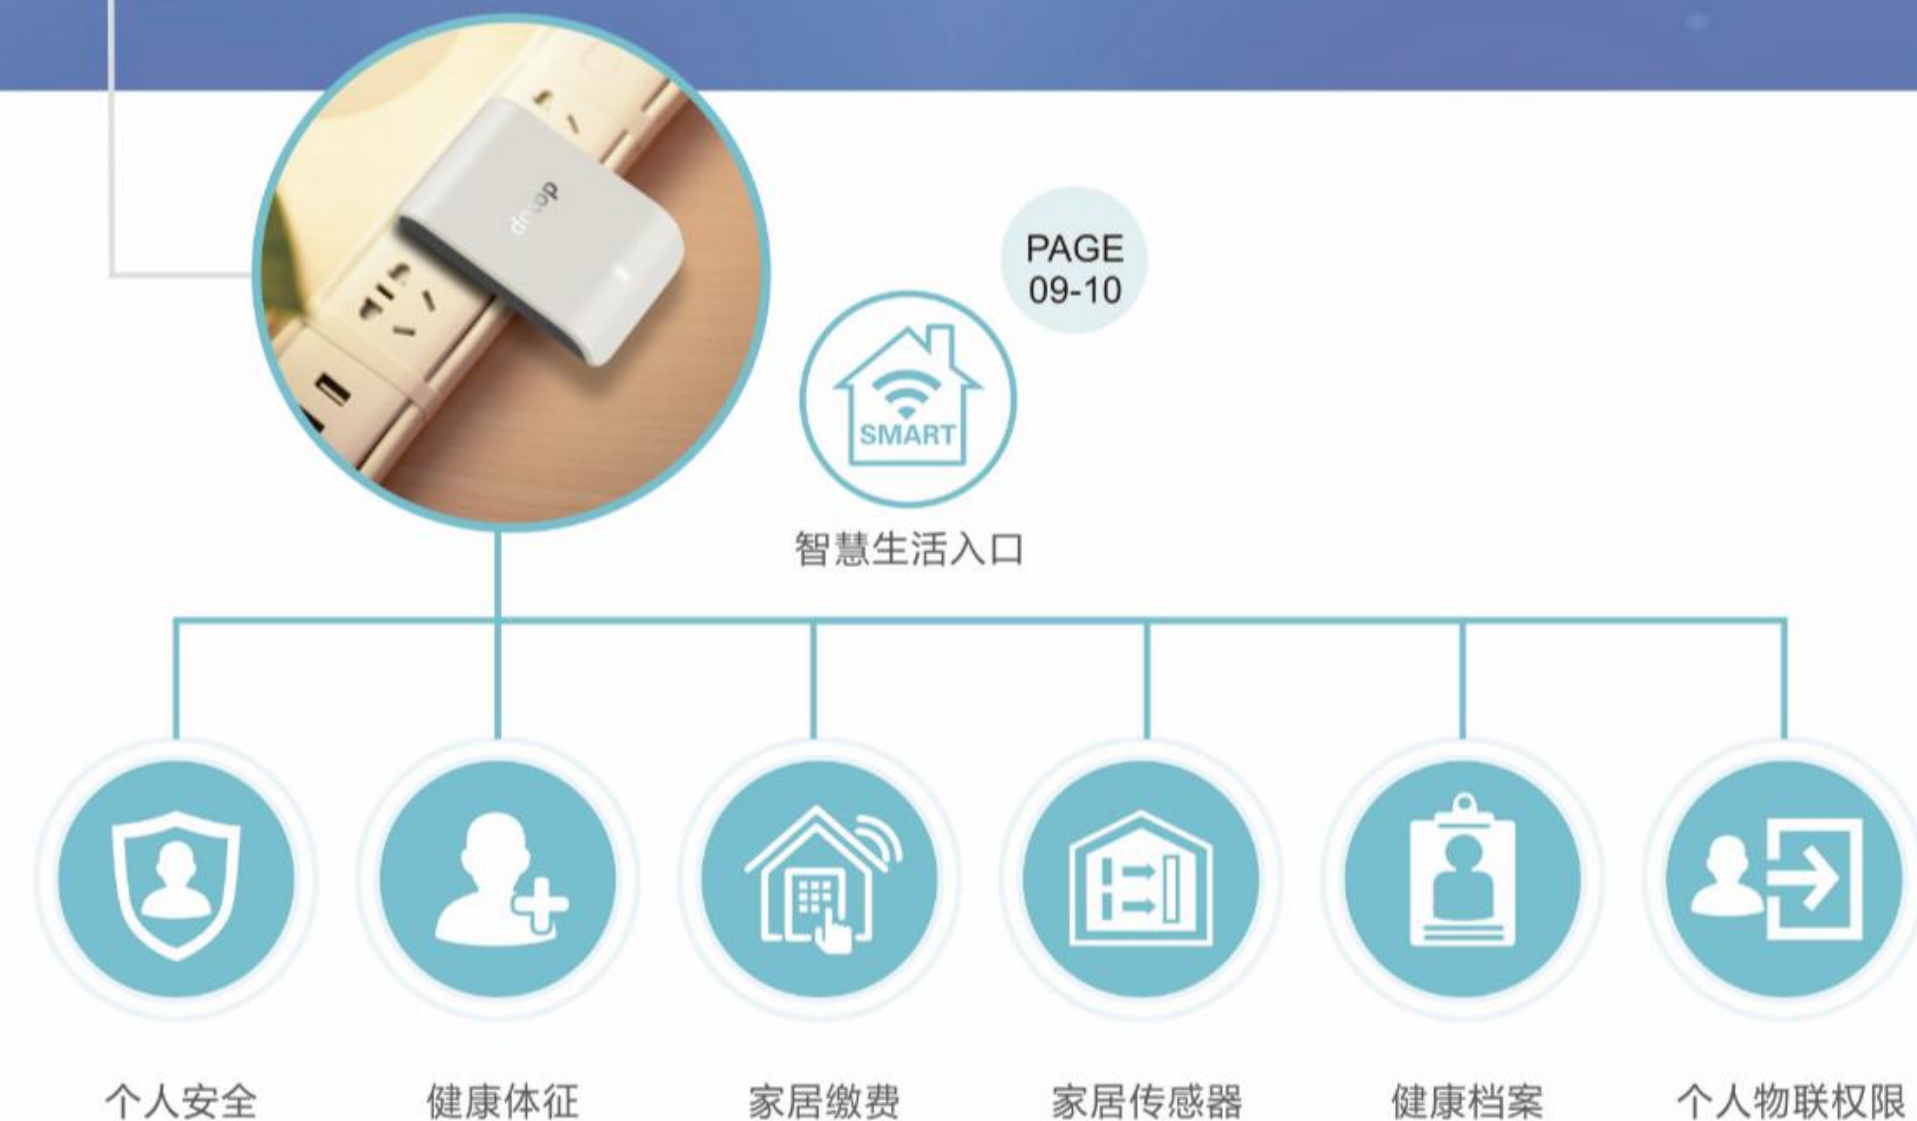 PAGE
09-10
SMART
智慧生活入口
个人安全
健康体征
家居缴费
家居传感器
健康档案
个人物联权限